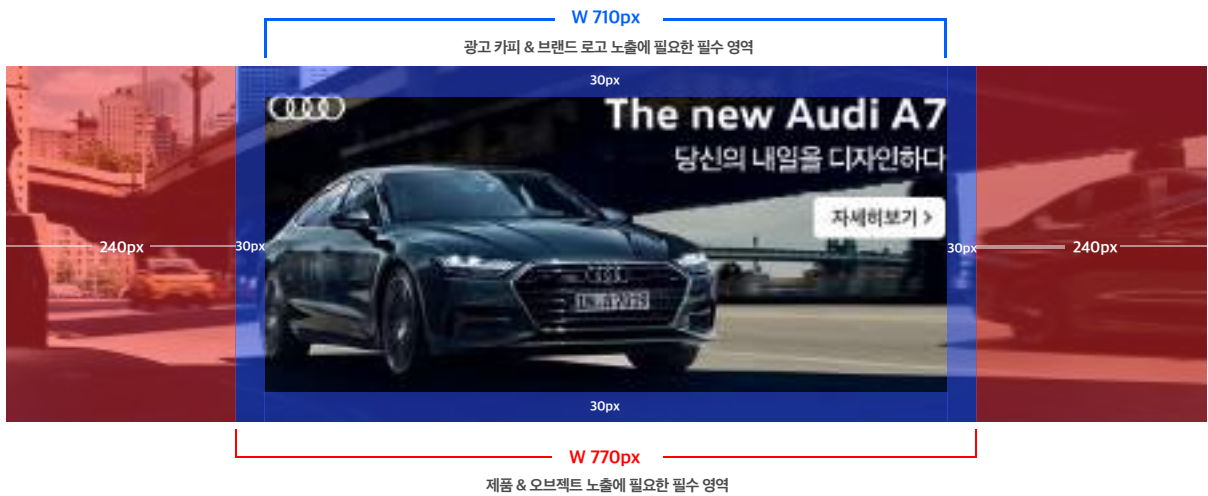 W 710px
광고 카피 & 브랜드 로고 노출에 필요한 필수 영역
30px
The new Audi A7
당신의 내일을 디자인하다
자세히보기 >
240px
30px
30px
240px
30px
W 770px
제품 & 오브젝트 노출에 필요한 필수 영역